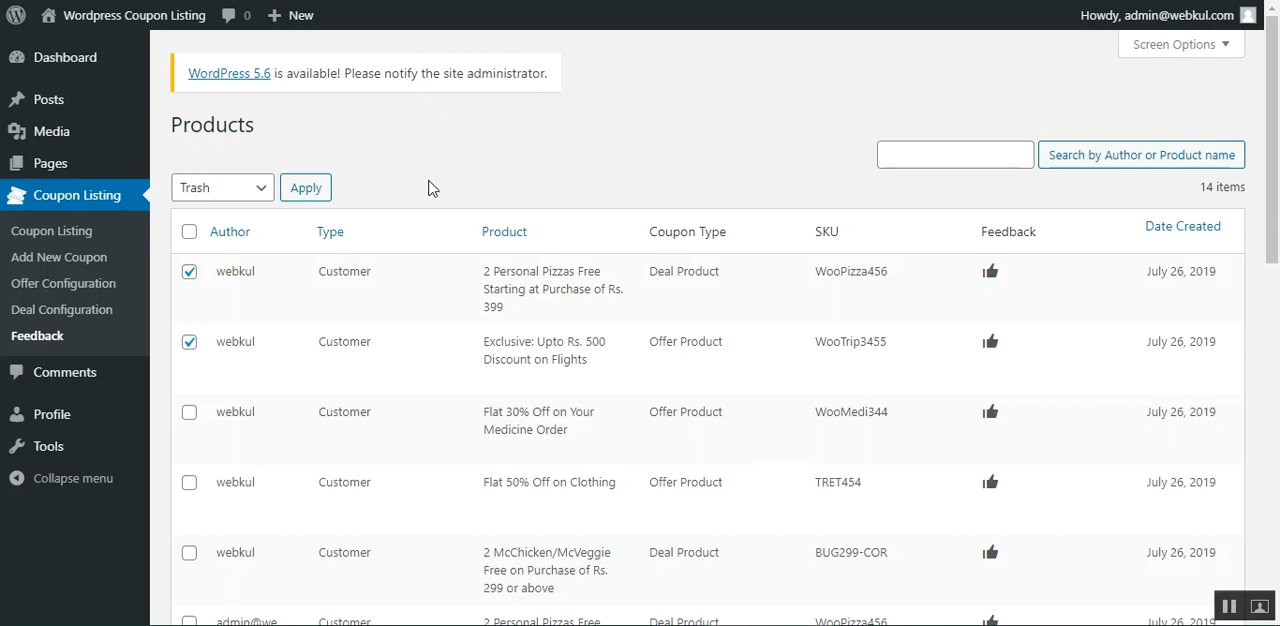 Wordpress Coupon Listing 0 New Howdy, admin@webkul.com
Dashboard
Posts
Media
Pages
Coupon Listing
Coupon Listing
Add New Coupon
Offer Configuration
Deal Configuration
Feedback
Comments
Profile
Tools
Collapse menu
Screen Options
WordPress 5.6 is available! Please notify the site administrator.
Products
Search by Author or Product name
Trash Apply
14 items
Author Type Product Coupon Type SKU Feedback Date Created
webkul Customer 2 Personal Pizzas Free Deal Product WooPizza456 July 26, 2019
Starting at Purchase of Rs.
399
webkul Customer Exclusive: Upto Rs. 500 Offer Product WooTrip3455 July 26, 2019
Discount on Flights
webkul Customer Flat 30% Off on Your Offer Product WooMedi344 July 26, 2019
Medicine Order
webkul Customer Flat 50% Off on Clothing Offer Product TRET454 July 26, 2019
webkul Customer 2 McChicken/McVeggie Deal Product BUG299-COR July 26, 2019
Free on Purchase of Rs.
299 or above
admin@we Customer 2 Personal Pizzas Free Deal Product WooPizza456 July 26, 2019